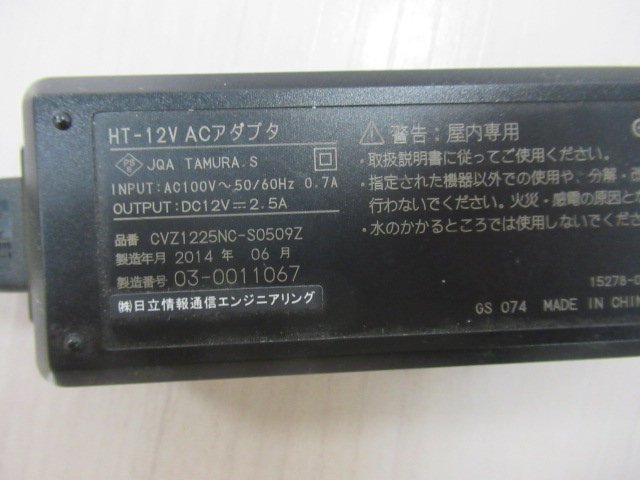 HT-12V ACアダプタ
PS
E JQA TAMURA.S
INPUT:AC100V～50/60Hz 0.7A
OUTPUT:DC12V⎓2.5A
品番 CVZ1225NC-S0509Z
製造年月 2014 年 06 月
製造番号 03-0011067
㈱日立情報通信エンジニアリング
警告:屋内専用
・取扱説明書に従ってご使用ください。
・指定された機器以外での使用や、分解・改
行わないでください。火災・感電の原因とな
・水のかかるところでは使用しないでくださ
15278-0
GS 074 MADE IN CHIN